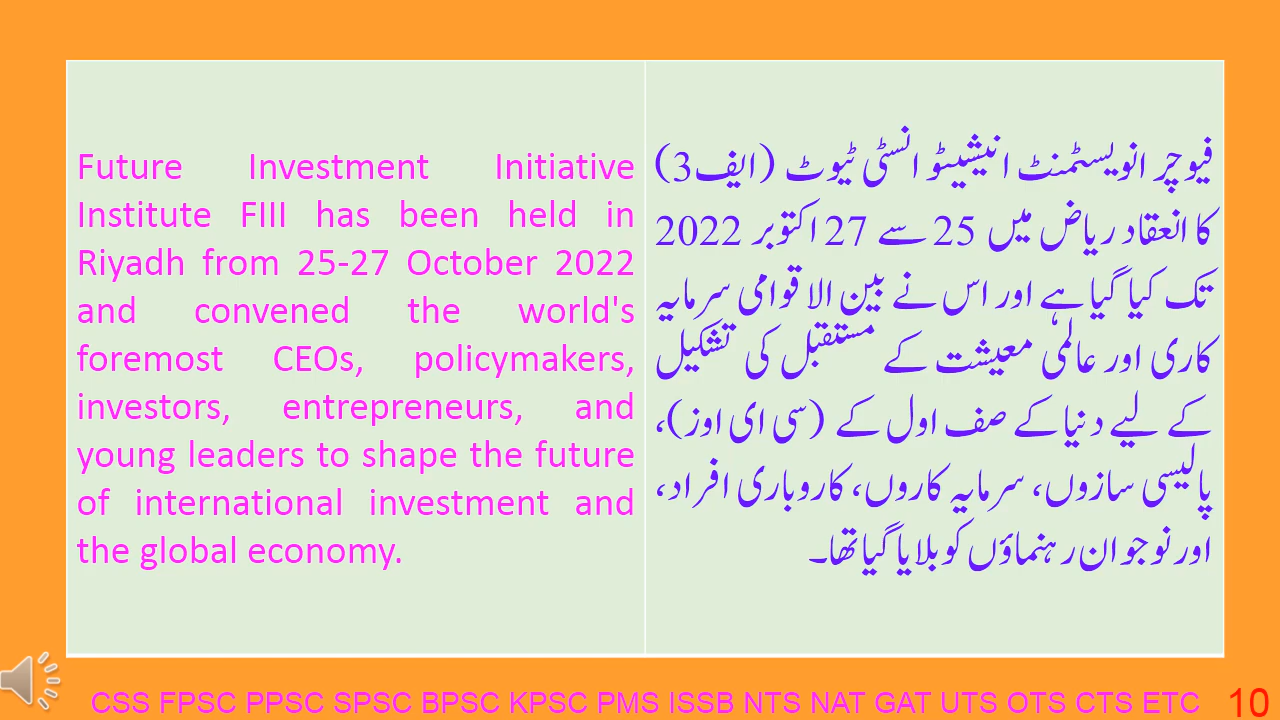 Future Investment Initiative
Institute FIII has been held in
Riyadh from 25-27 October 2022
and convened the world's
foremost CEOs, policymakers,
investors, entrepreneurs, and
young leaders to shape the future
of international investment and
the global economy.
فیوچر انویسٹمنٹ انیشیٹو انسٹی ٹیوٹ (ایف3)
کا انعقاد ریاض میں 25 سے 27 اکتوبر 2022
تک کیا گیا ہے اور اس نے بین الاقوامی سرمایہ
کاری اور عالمی معیشت کے مستقبل کی تشکیل
کے لیے دنیا کے صف اول کے (سی ای اوز)،
پالیسی سازوں، سرمایہ کاروں، کاروباری افراد،
اور نوجوان رہنماؤں کو بلایا گیا تھا۔
CSS FPSC PPSC SPSC BPSC KPSC PMS ISSB NTS NAT GAT UTS OTS CTS ETC 10